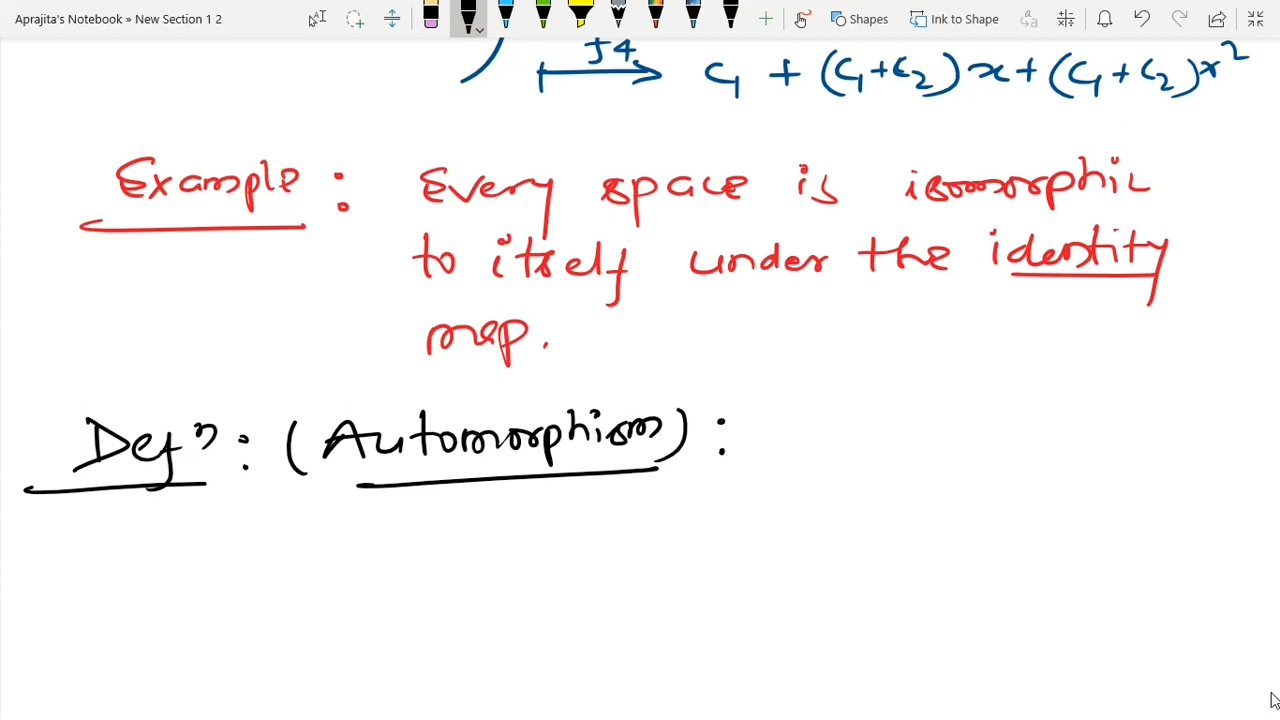 Aprajita's Notebook » New Section 1 2
Shapes
Ink to Shape
f4
c1 + (c1+c2)x+(c1+c2)x²
Example : Every space is isomorphic
to itself under the identity
map.
Defⁿ : (Automorphism) :